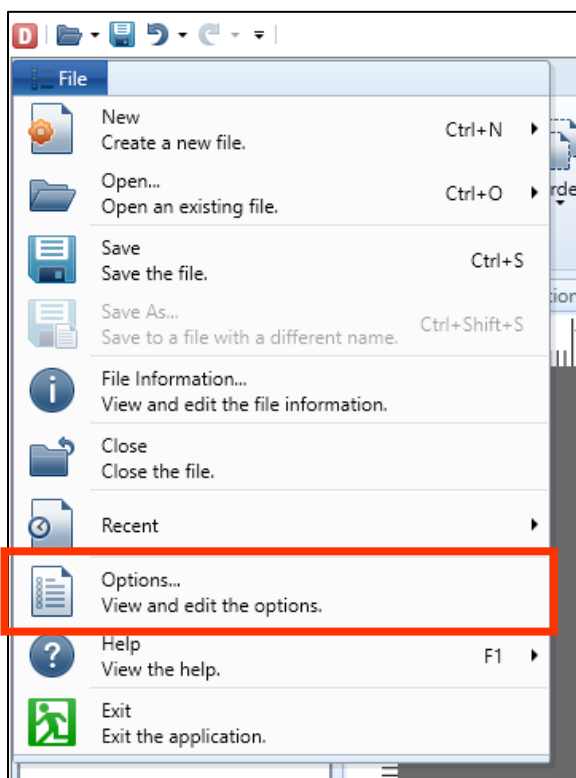 D
File
New
Create a new file.
Ctrl+N
Open...
Open an existing file.
Ctrl+O
Save
Save the file.
Ctrl+S
Save As...
Save to a file with a different name.
Ctrl+Shift+S
File Information...
View and edit the file information.
Close
Close the file.
Recent
Options...
View and edit the options.
Help
View the help.
F1
Exit
Exit the application.